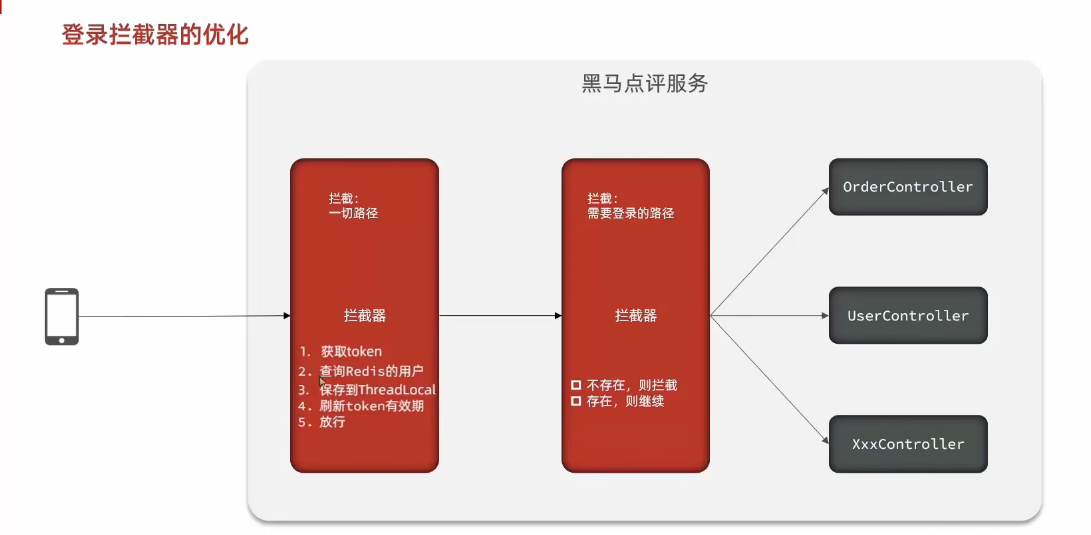 登录拦截器的优化
黑马点评服务
拦截：
一切路径
拦截器
1. 获取token
2. 查询Redis的用户
3. 保存到ThreadLocal
4. 刷新token有效期
5. 放行
拦截：
需要登录的路径
拦截器
不存在，则拦截
存在，则继续
OrderController
UserController
XxxController